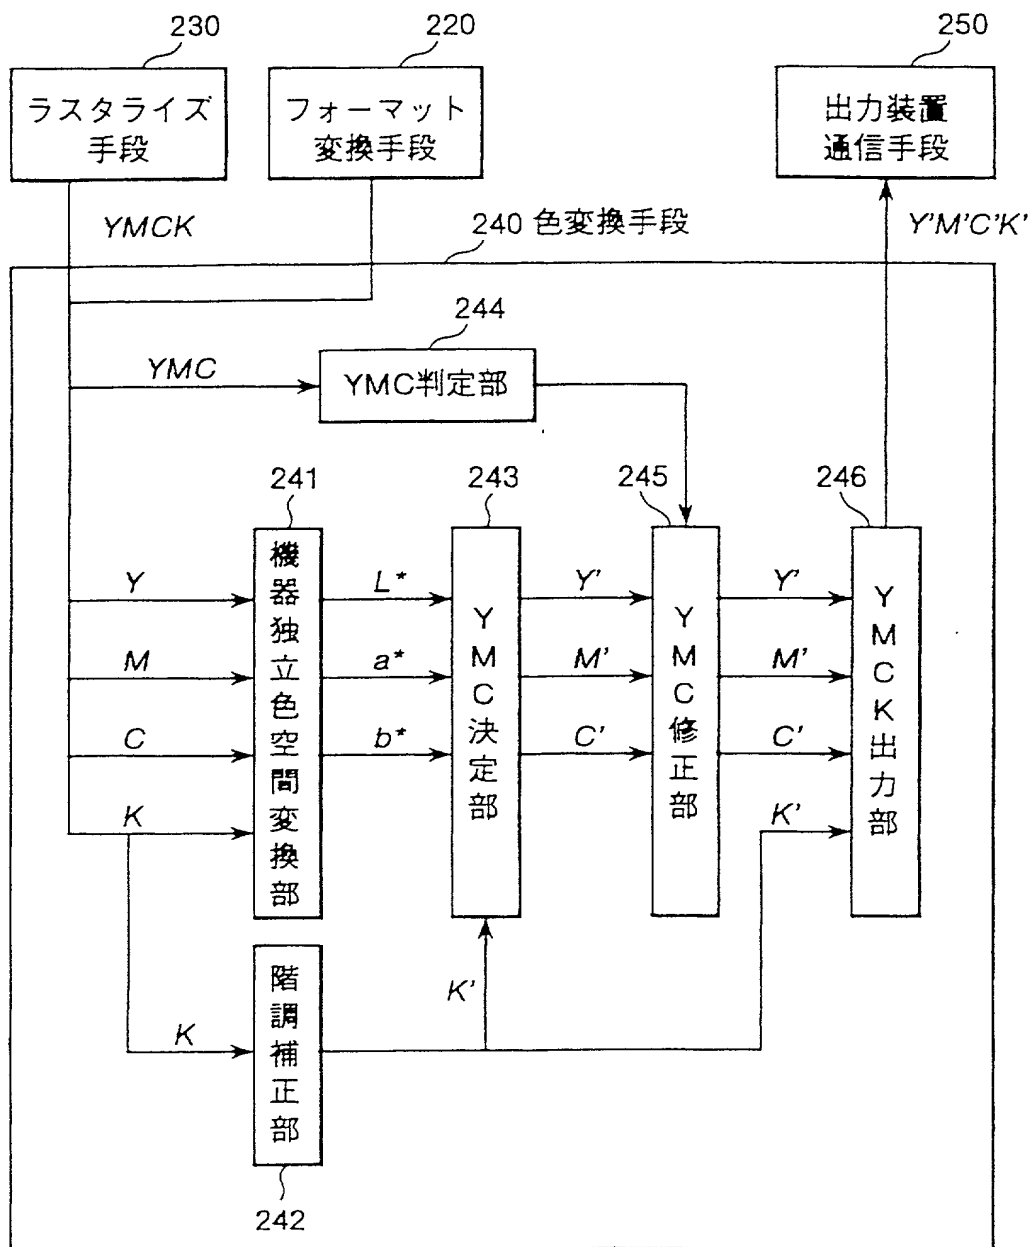 230
220
250
ラスタライズ
手段
フォーマット
変換手段
出力装置
通信手段
YMCK
240 色変換手段
Y'M'C'K'
244
YMC
YMC判定部
241
243
245
246
Y
M
C
K
機器独立色空間変換部
L*
a*
b*
YMC決定部
Y'
M'
C'
YMC修正部
Y'
M'
C'
K'
YMCK出力部
K
階調補正部
K'
242